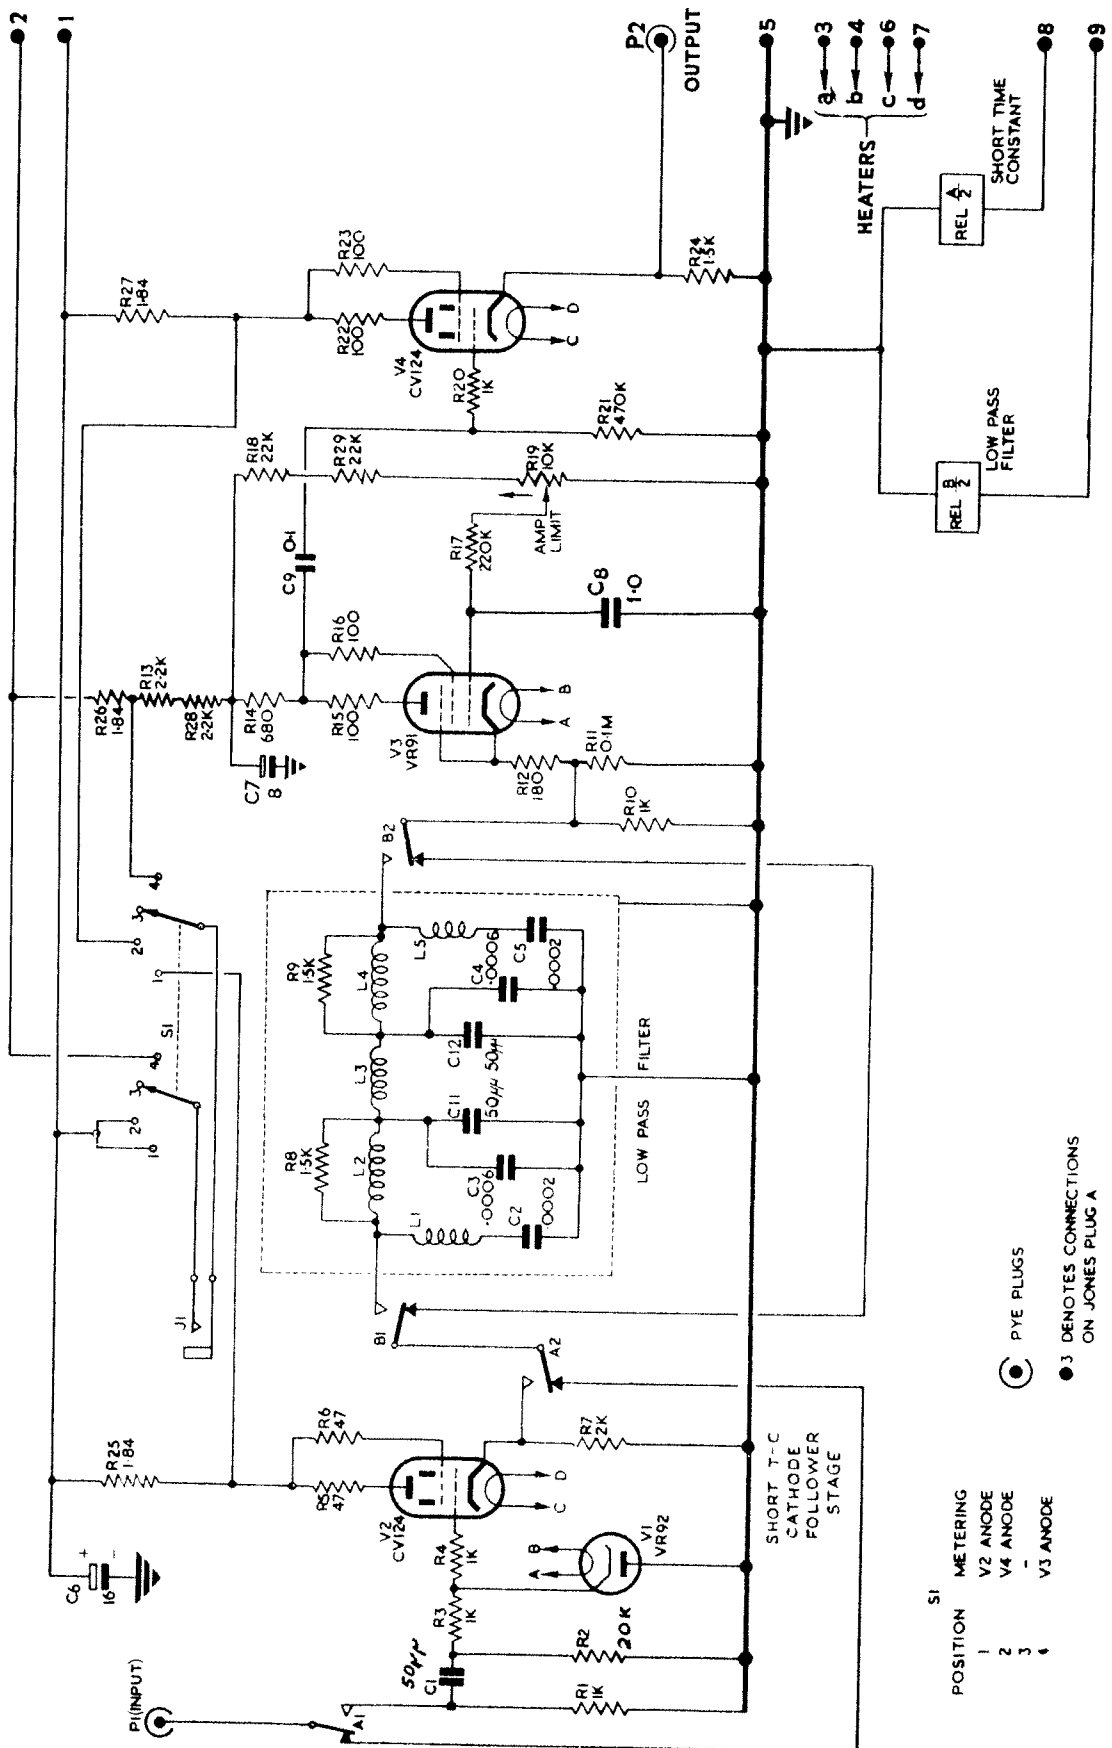 2
1
P2
OUTPUT
5
a 3
b 4
c 6
d 7
HEATERS
8
9
SHORT TIME
CONSTANT
REL A/2
LOW PASS
FILTER
REL B/2
R27
1·84
R23
100
R22
100
V4
CV124
R20
1K
C
D
R24
1·5K
R21
470K
R18
22K
R29
22K
R19
10K
AMP
LIMIT
R17
220K
C9 0·1
C8
1·0
R26
1·84
R13
2·2K
R28
2·2K
R14
680
R16
100
R15
100
C7
8
V3
VR91
A
B
R12
180
R11
0·1M
R10
1K
B2
4
3
2
1
S1
4
3
2
1
J1
R9
1·5K
L4
L5
C4
·0006
C5
·0002
C12
50µµ
L3
C11
50µµ
R8
1·5K
L2
L1
C3
·0006
C2
·0002
LOW PASS FILTER
B1
A2
R25
1·84
R6
47
R5
47
V2
CV124
C
D
R7
2K
R4
1K
R3
1K
A
B
V1
VR92
SHORT T-C
CATHODE
FOLLOWER
STAGE
C6
16
+
-
P1(INPUT)
A1
50µµ
C1
R2
20K
R1
1K
PYE PLUGS
3 DENOTES CONNECTIONS
ON JONES PLUG A
S1
POSITION METERING
1 V2 ANODE
2 V4 ANODE
3 -
4 V3 ANODE